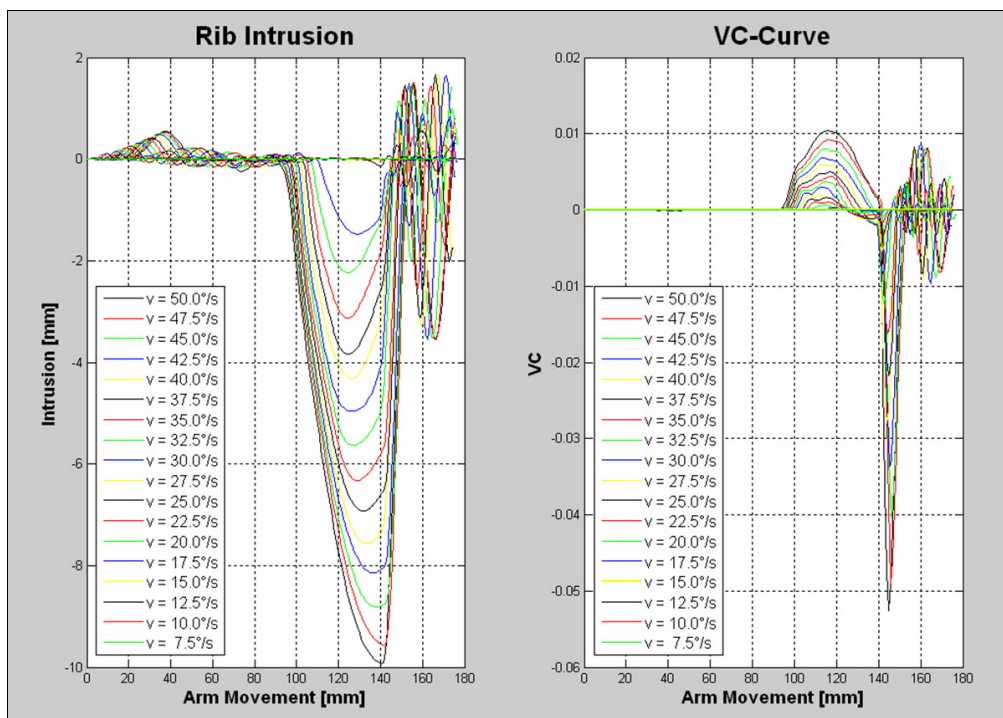 Rib Intrusion
2
0
-2
-4
-6
-8
-10
Intrusion [mm]
v = 50.0°/s
v = 47.5°/s
v = 45.0°/s
v = 42.5°/s
v = 40.0°/s
v = 37.5°/s
v = 35.0°/s
v = 32.5°/s
v = 30.0°/s
v = 27.5°/s
v = 25.0°/s
v = 22.5°/s
v = 20.0°/s
v = 17.5°/s
v = 15.0°/s
v = 12.5°/s
v = 10.0°/s
v = 7.5°/s
0 20 40 60 80 100 120 140 160 180
Arm Movement [mm]
VC-Curve
0.02
0.01
0
-0.01
-0.02
-0.03
-0.04
-0.05
-0.06
VC
v = 50.0°/s
v = 47.5°/s
v = 45.0°/s
v = 42.5°/s
v = 40.0°/s
v = 37.5°/s
v = 35.0°/s
v = 32.5°/s
v = 30.0°/s
v = 27.5°/s
v = 25.0°/s
v = 22.5°/s
v = 20.0°/s
v = 17.5°/s
v = 15.0°/s
v = 12.5°/s
v = 10.0°/s
v = 7.5°/s
0 20 40 60 80 100 120 140 160 180
Arm Movement [mm]